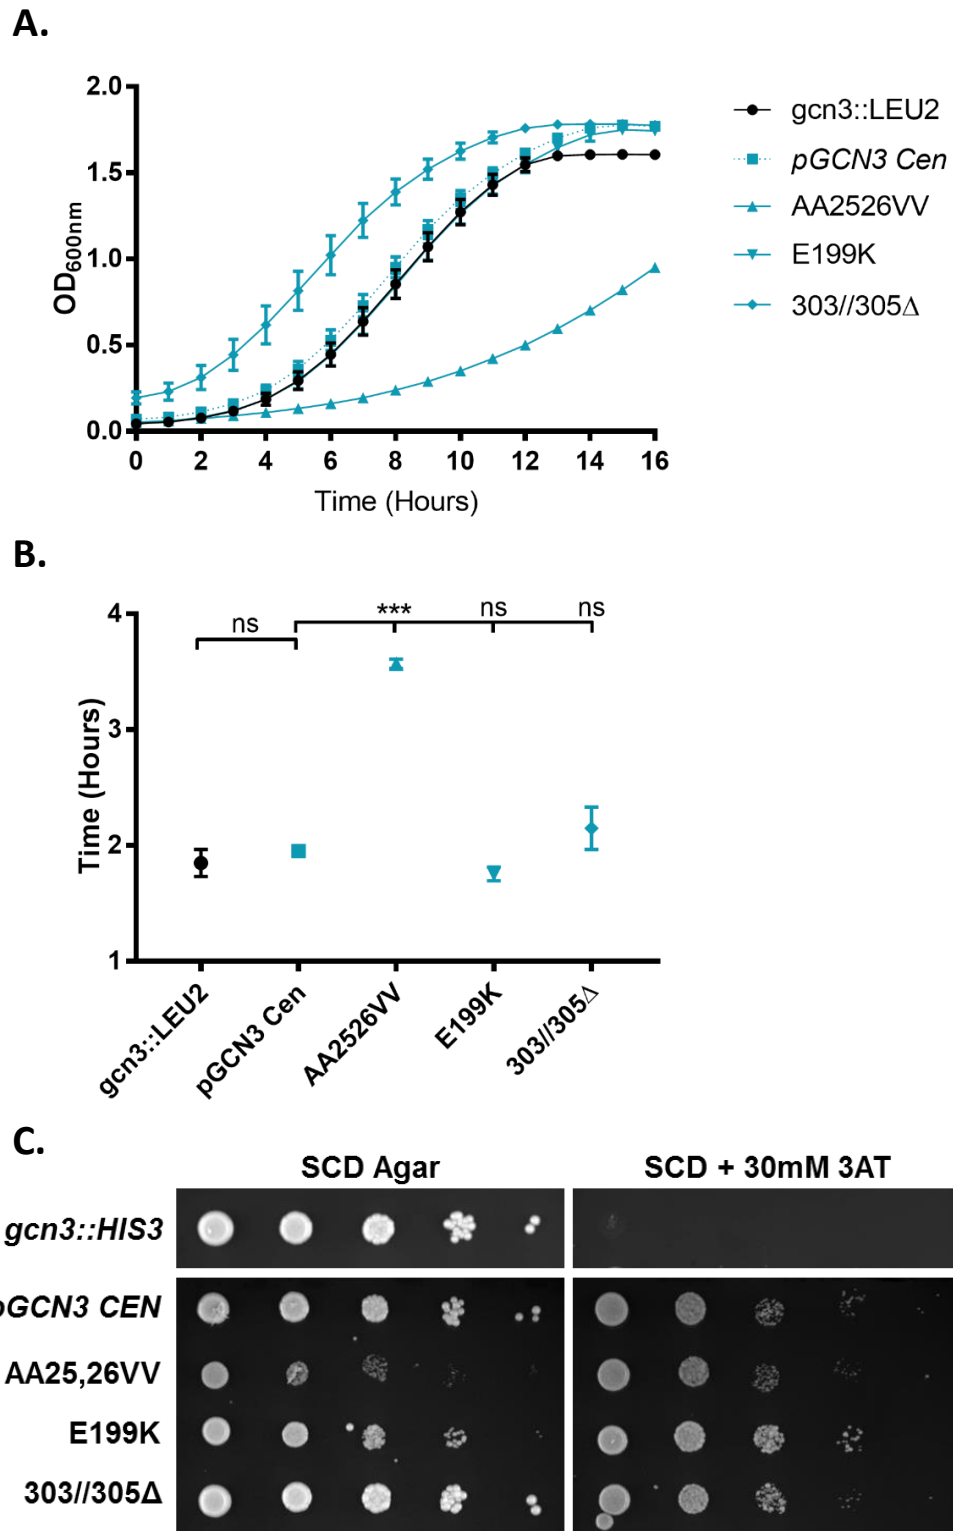 A.
2.0
1.5
1.0
0.5
0.0
OD600nm
0 2 4 6 8 10 12 14 16
Time (Hours)
gcn3::LEU2
pGCN3 Cen
AA2526VV
E199K
303//305Δ
B.
4
3
2
1
Time (Hours)
ns
***
ns
ns
gcn3::LEU2
pGCN3 Cen
AA2526VV
E199K
303//305Δ
C.
SCD Agar
SCD + 30mM 3AT
gcn3::HIS3
pGCN3 CEN
AA25,26VV
E199K
303//305Δ